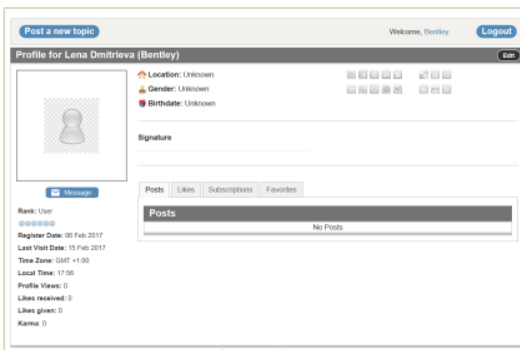 Post a new topic
Welcome, Bentley
Logout
Profile for Lena Dmitrieva (Bentley)
Edit
Location: Unknown
Gender: Unknown
Birthdate: Unknown
Signature
Message
Posts Likes Subscriptions Favorites
Rank: User
Posts
No Posts
Register Date: 06 Feb 2017
Last Visit Date: 15 Feb 2017
Time Zone: GMT +1:00
Local Time: 17:56
Profile Views: 0
Likes received: 0
Likes given: 0
Karma: 0